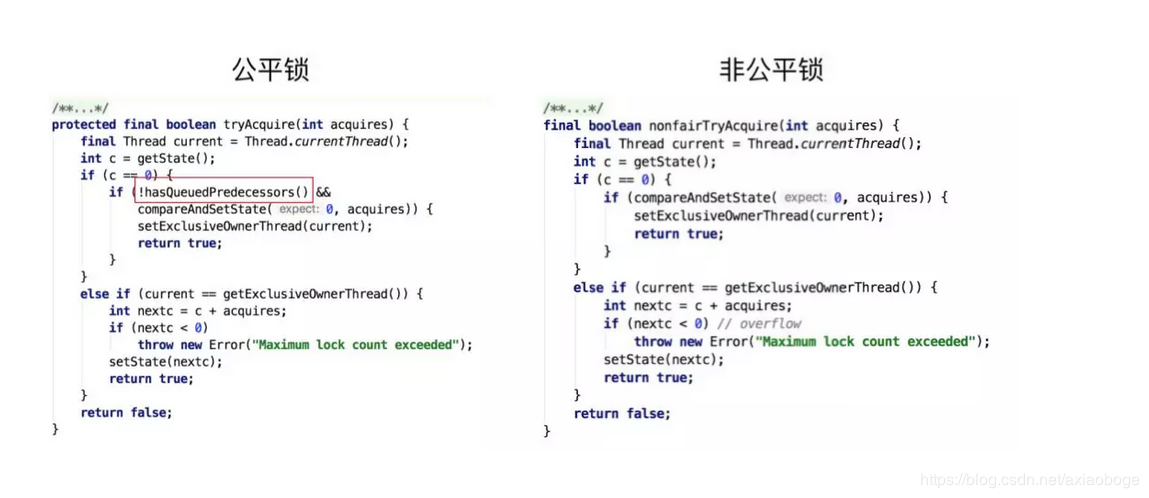 公平锁
/**...*/
protected final boolean tryAcquire(int acquires) {
final Thread current = Thread.currentThread();
int c = getState();
if (c == 0) {
if (!hasQueuedPredecessors() &&
compareAndSetState( expect: 0, acquires)) {
setExclusiveOwnerThread(current);
return true;
}
}
else if (current == getExclusiveOwnerThread()) {
int nextc = c + acquires;
if (nextc < 0)
throw new Error("Maximum lock count exceeded");
setState(nextc);
return true;
}
return false;
}
非公平锁
/**...*/
final boolean nonfairTryAcquire(int acquires) {
final Thread current = Thread.currentThread();
int c = getState();
if (c == 0) {
if (compareAndSetState( expect: 0, acquires)) {
setExclusiveOwnerThread(current);
return true;
}
}
else if (current == getExclusiveOwnerThread()) {
int nextc = c + acquires;
if (nextc < 0) // overflow
throw new Error("Maximum lock count exceeded");
setState(nextc);
return true;
}
return false;
}
https://blog.csdn.net/axiaoboge